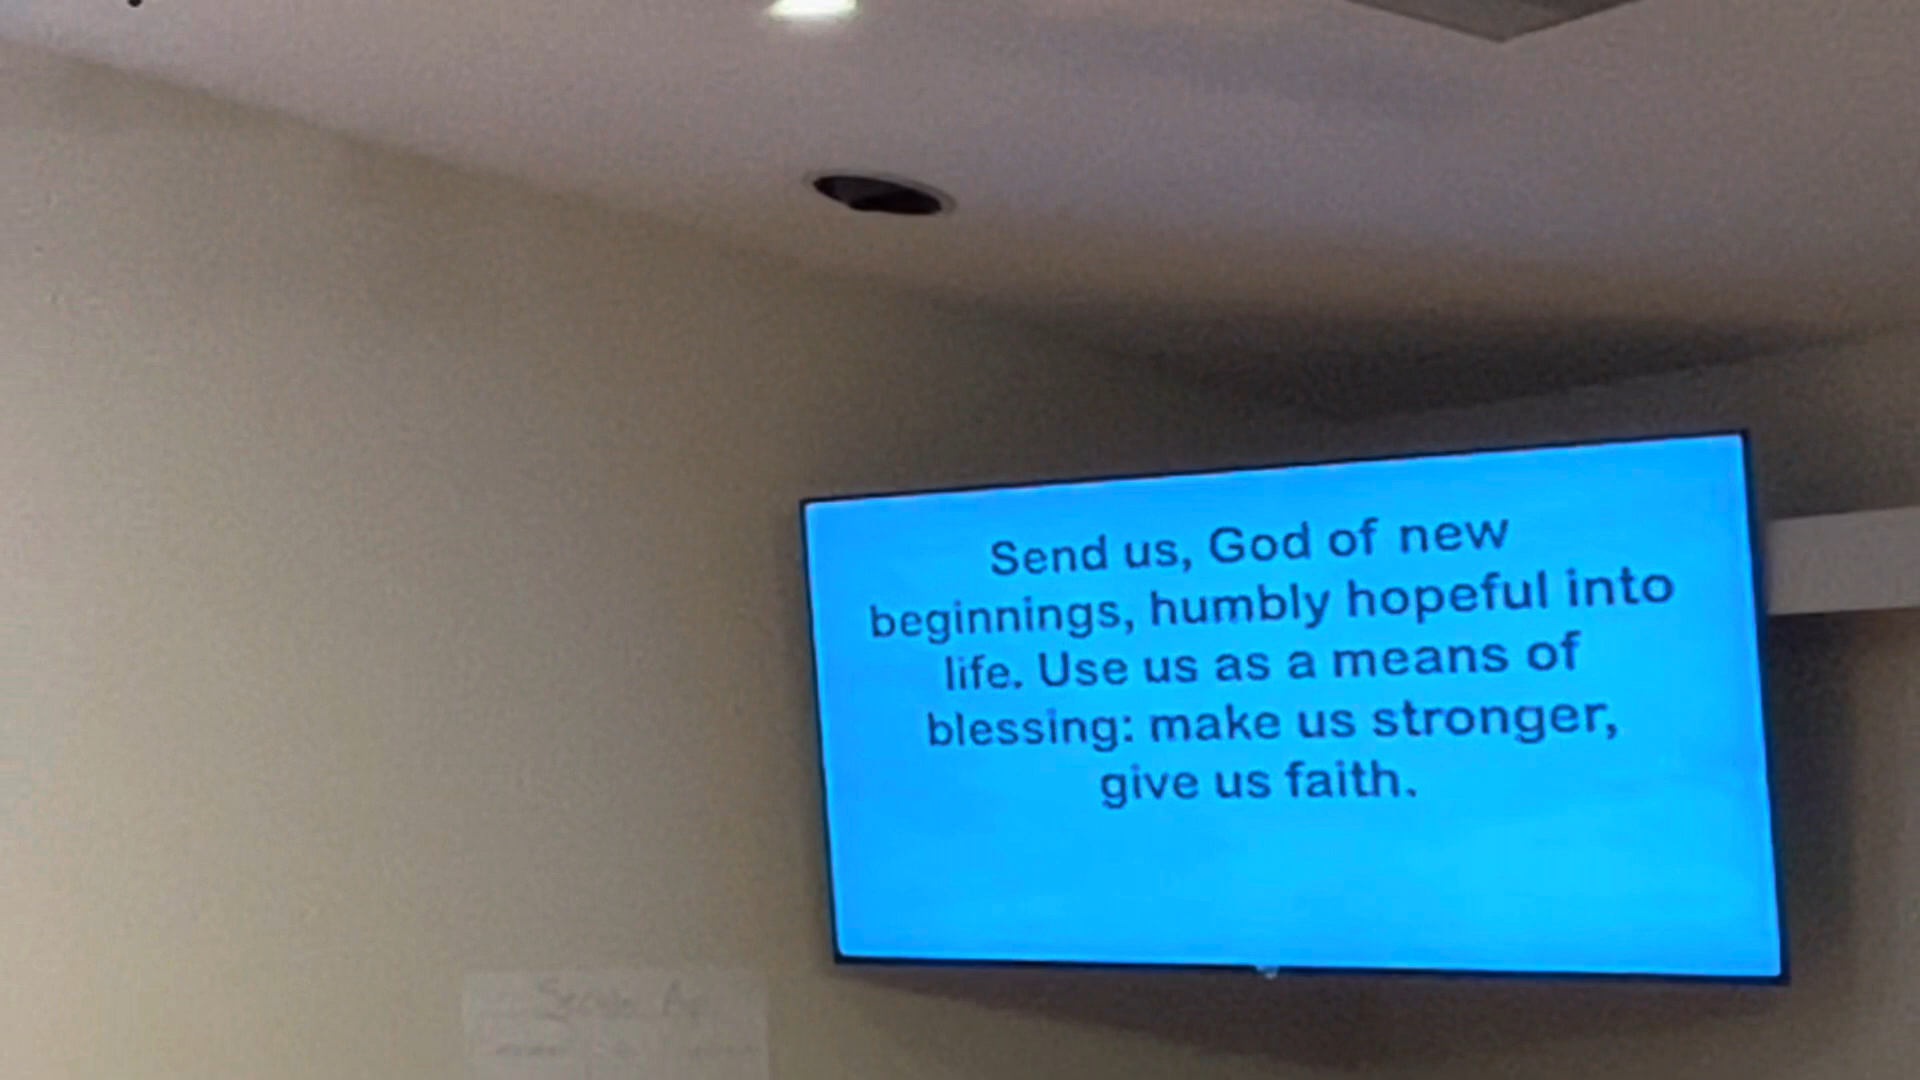 Send us, God of new
beginnings, humbly hopeful into
life. Use us as a means of
blessing: make us stronger,
give us faith.